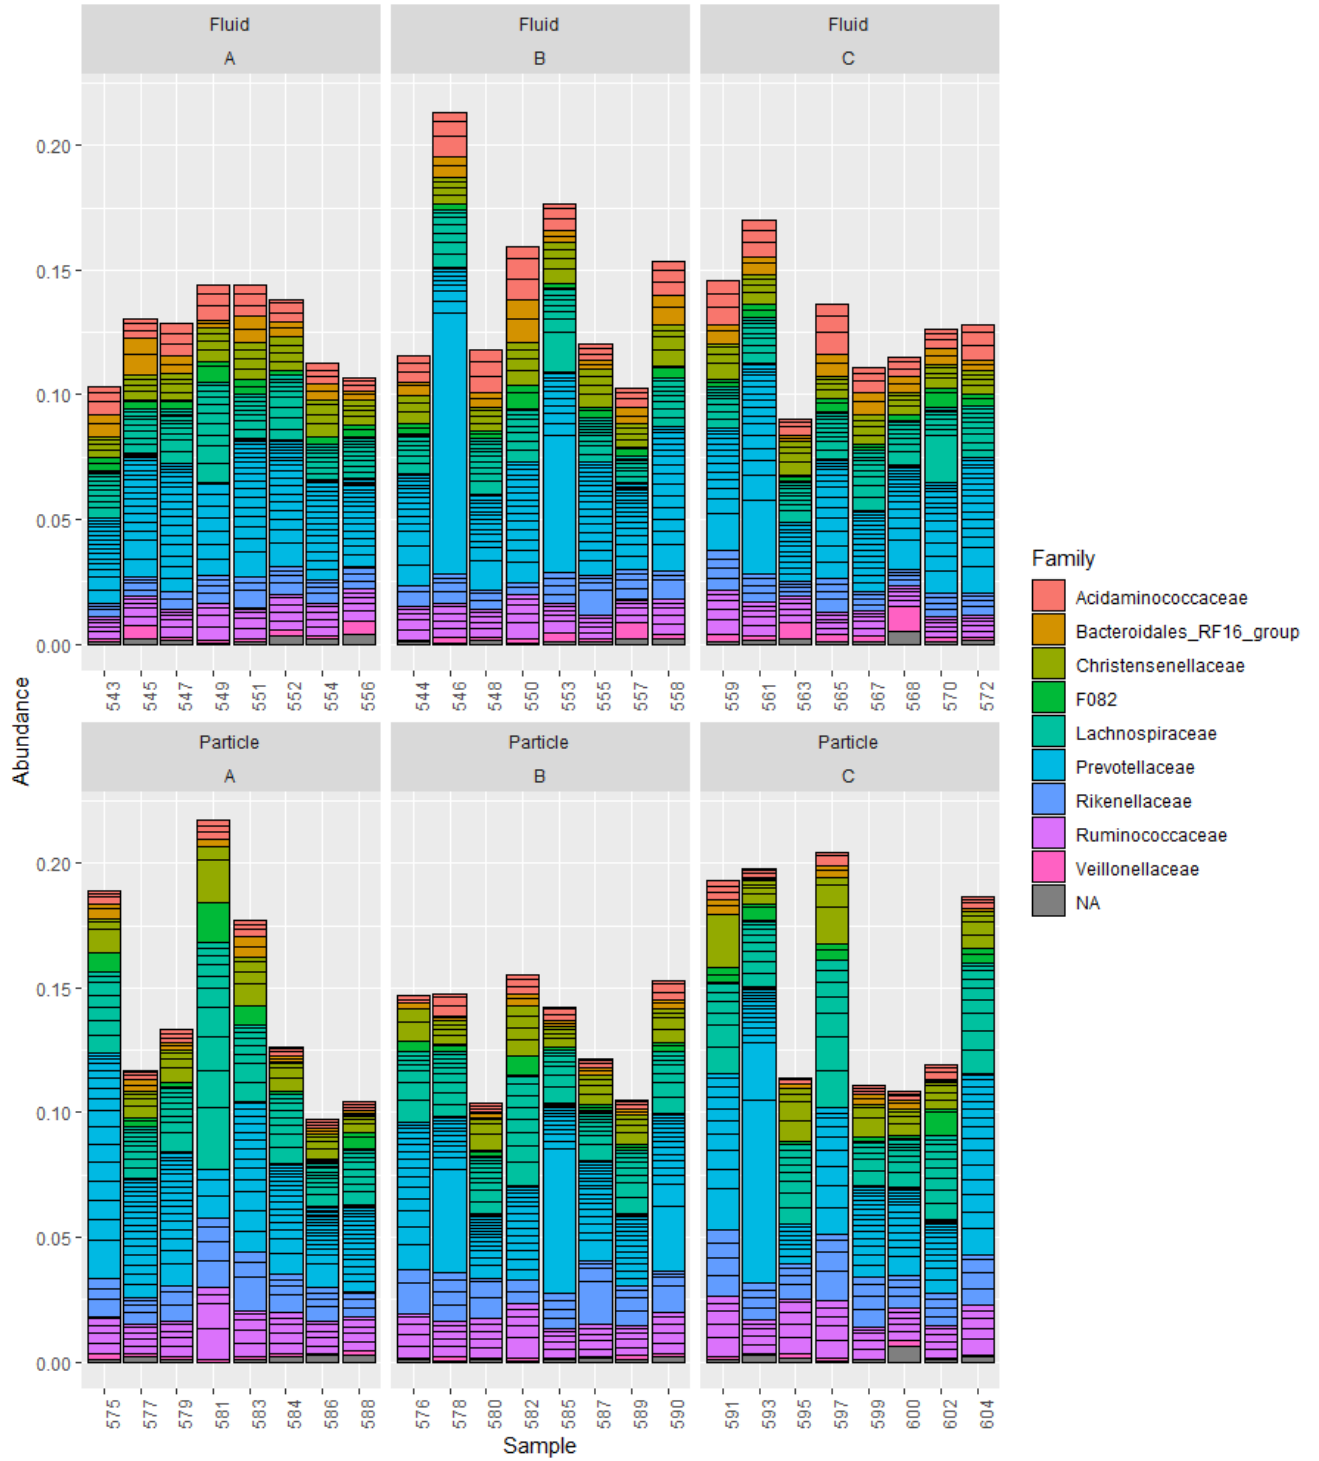 Fluid
Fluid
Fluid
A
B
C
0.20
0.15
0.10
0.05
0.00
543 545 547 549 551 552 554 556
544 546 548 550 553 555 557 558
559 561 563 565 567 568 570 572
Abundance
Particle
Particle
Particle
A
B
C
0.20
0.15
0.10
0.05
0.00
575 577 579 581 583 584 586 588
576 578 580 582 585 587 589 590
591 593 595 597 599 600 602 604
Sample
Family
Acidaminococcaceae
Bacteroidales_RF16_group
Christensenellaceae
F082
Lachnospiraceae
Prevotellaceae
Rikenellaceae
Ruminococcaceae
Veillonellaceae
NA